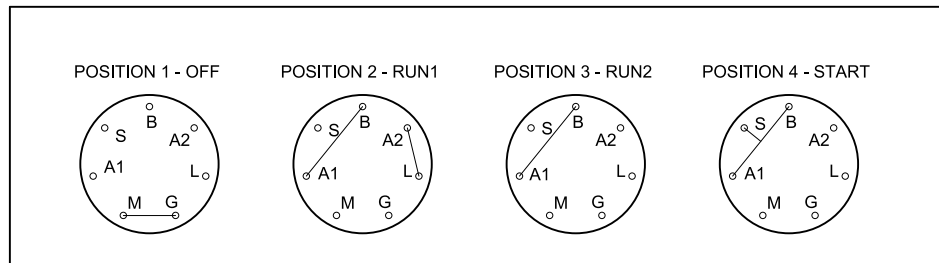 POSITION 1 - OFF
B
S
A2
A1
L
M G
POSITION 2 - RUN1
B
S
A2
A1
L
M G
POSITION 3 - RUN2
B
S
A2
A1
L
M G
POSITION 4 - START
B
S
A2
A1
L
M G